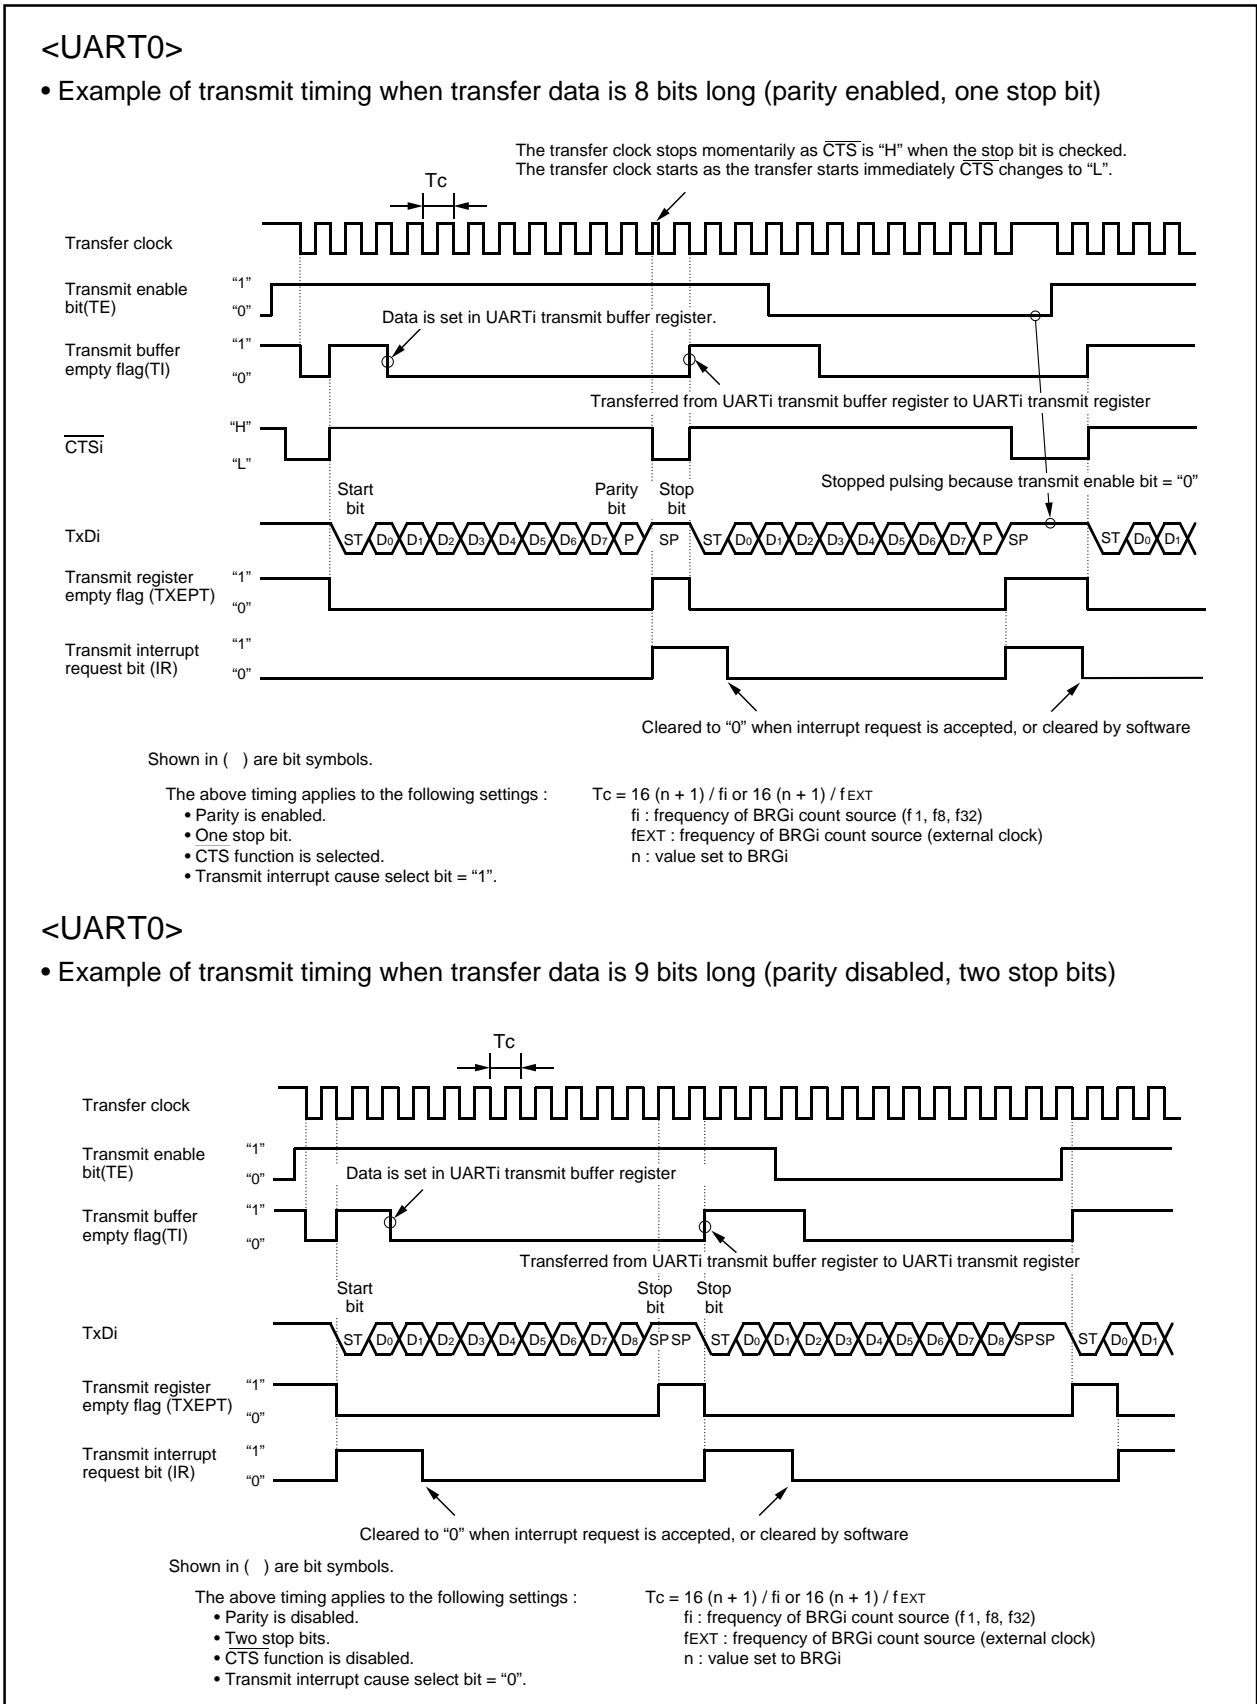 <UART0>
• Example of transmit timing when transfer data is 8 bits long (parity enabled, one stop bit)
The transfer clock stops momentarily as CTS is “H” when the stop bit is checked.
The transfer clock starts as the transfer starts immediately CTS changes to “L”.
Tc
Transfer clock
Transmit enable
bit(TE)
“1”
“0”
Data is set in UARTi transmit buffer register.
Transmit buffer
empty flag(TI)
“1”
“0”
Transferred from UARTi transmit buffer register to UARTi transmit register
CTSi
“H”
“L”
Stopped pulsing because transmit enable bit = “0”
Start
bit
Parity
bit
Stop
bit
TxDi
ST D0 D1 D2 D3 D4 D5 D6 D7 P SP ST D0 D1 D2 D3 D4 D5 D6 D7 P SP ST D0 D1
Transmit register
empty flag (TXEPT)
“1”
“0”
Transmit interrupt
request bit (IR)
“1”
“0”
Cleared to “0” when interrupt request is accepted, or cleared by software
Shown in ( ) are bit symbols.
The above timing applies to the following settings :
• Parity is enabled.
• One stop bit.
• CTS function is selected.
• Transmit interrupt cause select bit = “1”.
Tc = 16 (n + 1) / fi or 16 (n + 1) / fEXT
fi : frequency of BRGi count source (f1, f8, f32)
fEXT : frequency of BRGi count source (external clock)
n : value set to BRGi
<UART0>
• Example of transmit timing when transfer data is 9 bits long (parity disabled, two stop bits)
Tc
Transfer clock
Transmit enable
bit(TE)
“1”
“0”
Data is set in UARTi transmit buffer register
Transmit buffer
empty flag(TI)
“1”
“0”
Transferred from UARTi transmit buffer register to UARTi transmit register
Start
bit
Stop
bit
Stop
bit
TxDi
ST D0 D1 D2 D3 D4 D5 D6 D7 D8 SPSP ST D0 D1 D2 D3 D4 D5 D6 D7 D8 SPSP ST D0 D1
Transmit register
empty flag (TXEPT)
“1”
“0”
Transmit interrupt
request bit (IR)
“1”
“0”
Cleared to “0” when interrupt request is accepted, or cleared by software
Shown in ( ) are bit symbols.
The above timing applies to the following settings :
• Parity is disabled.
• Two stop bits.
• CTS function is disabled.
• Transmit interrupt cause select bit = “0”.
Tc = 16 (n + 1) / fi or 16 (n + 1) / fEXT
fi : frequency of BRGi count source (f1, f8, f32)
fEXT : frequency of BRGi count source (external clock)
n : value set to BRGi